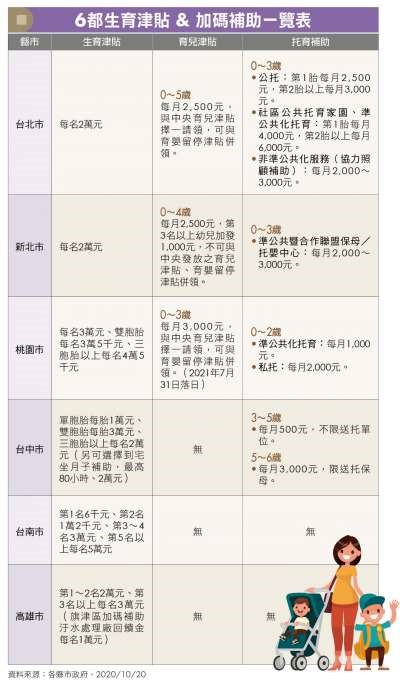 6都生育津貼 & 加碼補助一覽表
縣市
生育津貼
育兒津貼
托育補助
台北市
每名2萬元
0～5歲
每月2,500元，
與中央育兒津貼
擇一請領，可與
育嬰留停津貼併
領。
0～3歲
●公托：第1胎每月2,500
元，第2胎以上每月3,000
元。
●社區公共托育家園、準
公共化托育：第1胎每月
4,000元，第2胎以上每月
6,000元。
●非準公共化服務（協力照
顧補助）：每月2,000～
3,000元。
新北市
每名2萬元
0～4歲
每月2,500元，第
3名以上幼兒加發
1,000元，不可與
中央發放之育兒
津貼、育嬰留停
津貼併領。
0～3歲
●準公共暨合作聯盟保母／
托嬰中心：每月2,000～
3,000元。
桃園市
每名3萬元、雙胞胎
每名3萬5千元、三
胞胎以上每名4萬5
千元
0～3歲
每月3,000元，
與中央育兒津貼
擇一請領，可與
育嬰留停津貼併
領。（2021年7月
31日落日）
0～2歲
●準公共化托育：每月1,000
元。
●私托：每月2,000元。
台中市
單胞胎每胎1萬元、
雙胞胎每胎3萬元、
三胞胎以上每名2萬
元（另可選擇到宅
坐月子補助，最高
80小時、2萬元）
無
3～5歲
●每月500元，不限送托單
位。
5～6歲
●每月3,000元，限送托保
母。
台南市
第1名6千元、第2名
1萬2千元、第3～4
名3萬元、第5名以
上每名5萬元
無
無
高雄市
第1～2名2萬元、第
3名以上每名3萬元
（旗津區加碼補助
汙水處理廠回饋金
每名1萬元）
無
無
資料來源：各縣市政府，2020/10/20